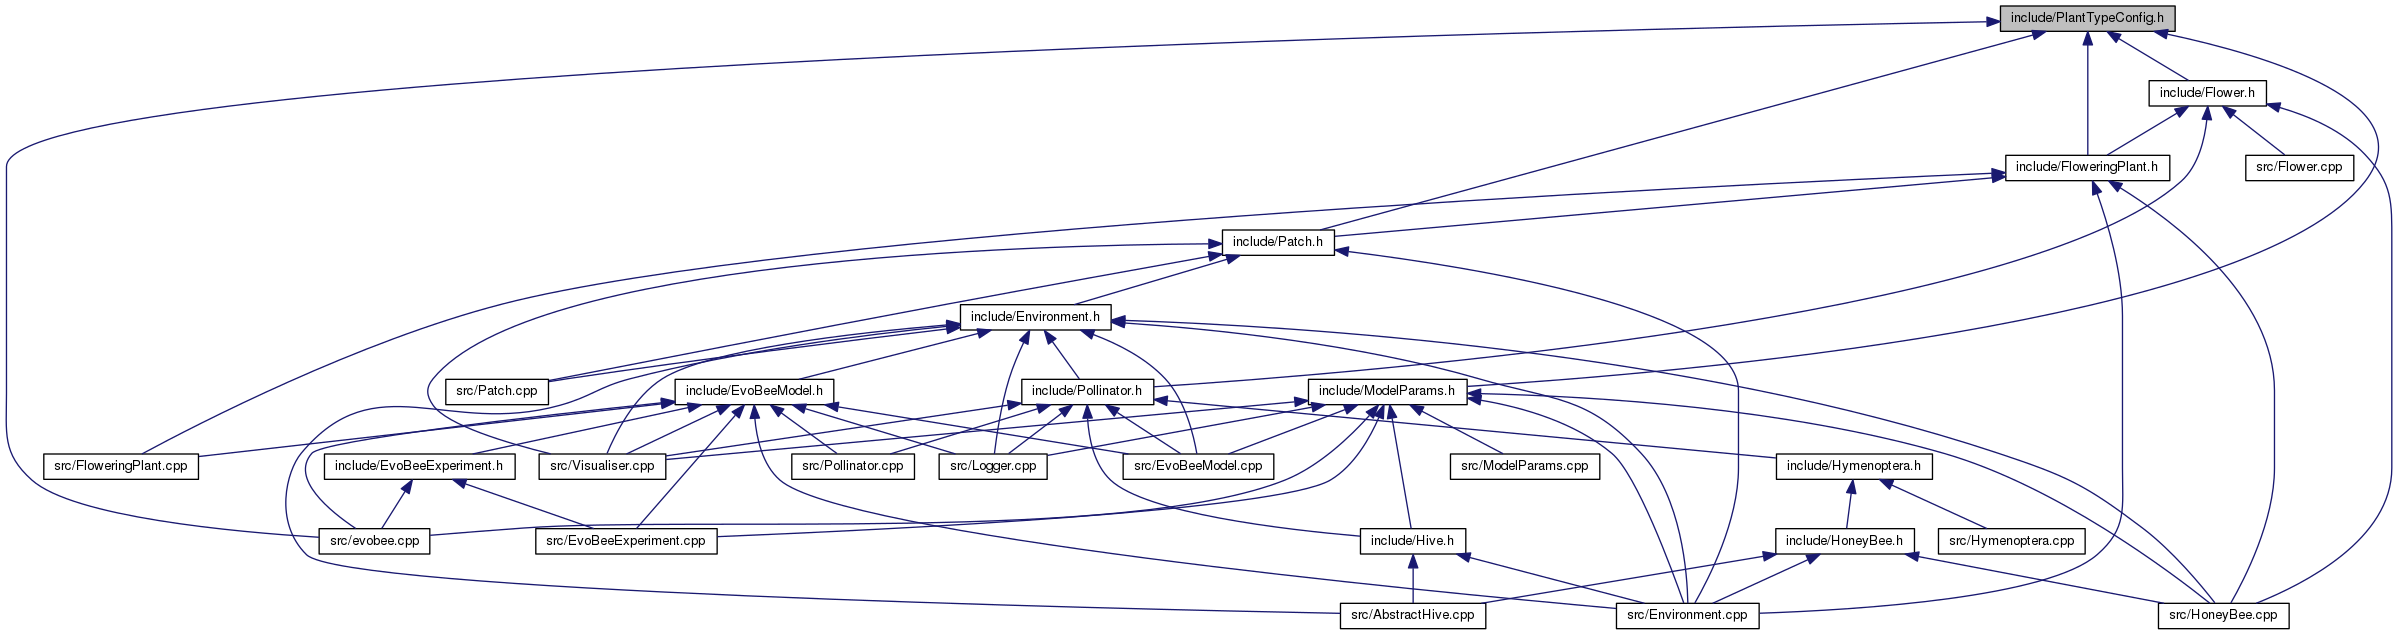 include/PlantTypeConfig.h
include/Flower.h
include/FloweringPlant.h
src/Flower.cpp
include/Patch.h
include/Environment.h
src/Patch.cpp
include/EvoBeeModel.h
include/Pollinator.h
include/ModelParams.h
src/FloweringPlant.cpp
include/EvoBeeExperiment.h
src/Visualiser.cpp
src/Pollinator.cpp
src/Logger.cpp
src/EvoBeeModel.cpp
src/ModelParams.cpp
include/Hymenoptera.h
src/evobee.cpp
src/EvoBeeExperiment.cpp
include/Hive.h
include/HoneyBee.h
src/Hymenoptera.cpp
src/AbstractHive.cpp
src/Environment.cpp
src/HoneyBee.cpp